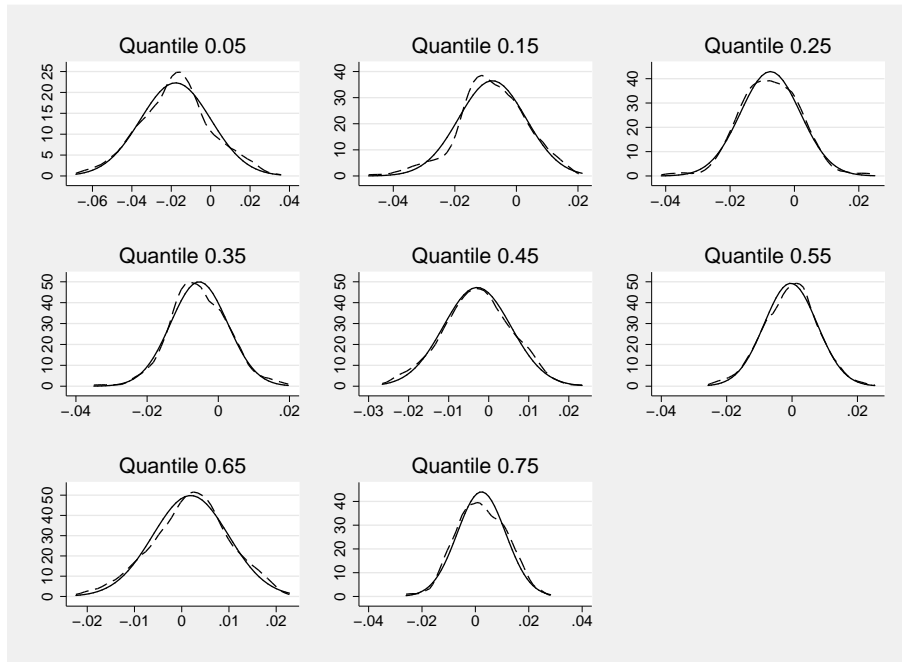 Quantile 0.05
Quantile 0.15
Quantile 0.25
0 5 10 15 20 25
−.06 −.04 −.02 0 .02 .04
0 10 20 30 40
−.04 −.02 0 .02
0 10 20 30 40
−.04 −.02 0 .02
Quantile 0.35
Quantile 0.45
Quantile 0.55
0 10 20 30 40 50
−.04 −.02 0 .02
0 10 20 30 40 50
−.03 −.02 −.01 0 .01 .02
0 10 20 30 40 50
−.04 −.02 0 .02
Quantile 0.65
Quantile 0.75
0 10 20 30 40 50
−.02 −.01 0 .01 .02
0 10 20 30 40
−.04 −.02 0 .02 .04